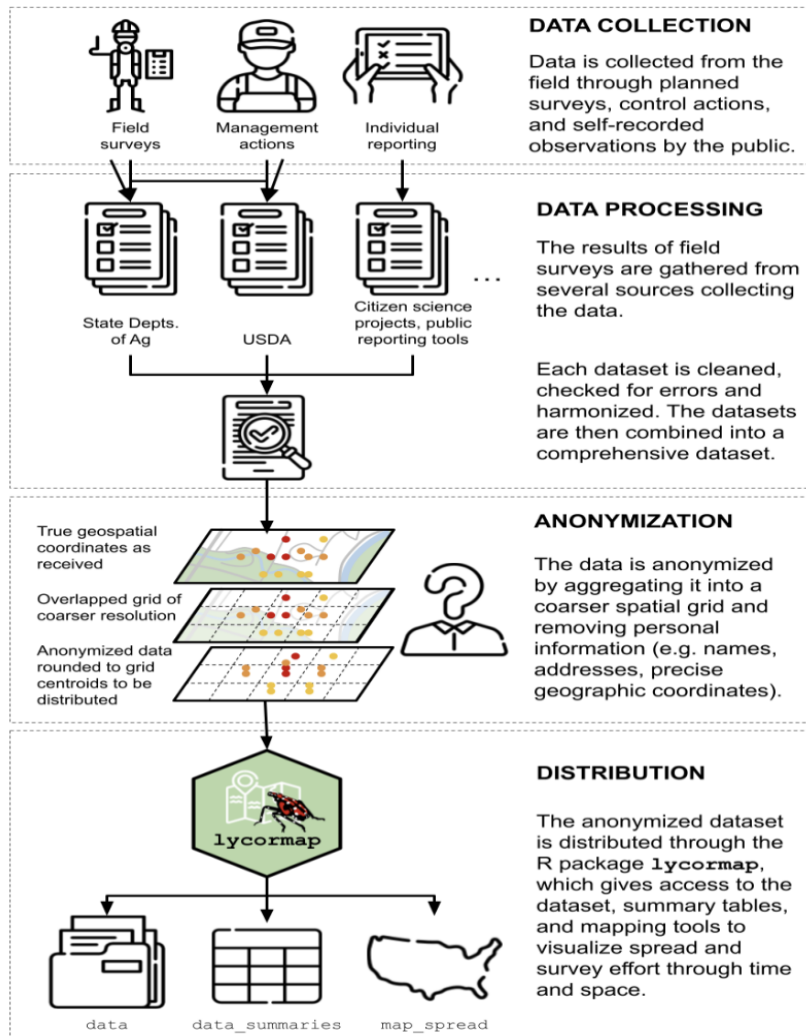 DATA COLLECTION
Data is collected from the
field through planned
surveys, control actions,
and self-recorded
observations by the public.
Field
surveys
Management
actions
Individual
reporting
DATA PROCESSING
The results of field
surveys are gathered from
several sources collecting
the data.
...
State Depts.
of Ag
USDA
Citizen science
projects, public
reporting tools
Each dataset is cleaned,
checked for errors and
harmonized. The datasets
are then combined into a
comprehensive dataset.
ANONYMIZATION
True geospatial
coordinates as
received
Overlapped grid of
coarser resolution
Anonymized data
rounded to grid
centroids to be
distributed
The data is anonymized
by aggregating it into a
coarser spatial grid and
removing personal
information (e.g. names,
addresses, precise
geographic coordinates).
lycormap
DISTRIBUTION
The anonymized dataset
is distributed through the
R package lycormap,
which gives access to the
dataset, summary tables,
and mapping tools to
visualize spread and
survey effort through time
and space.
data
data_summaries
map_spread